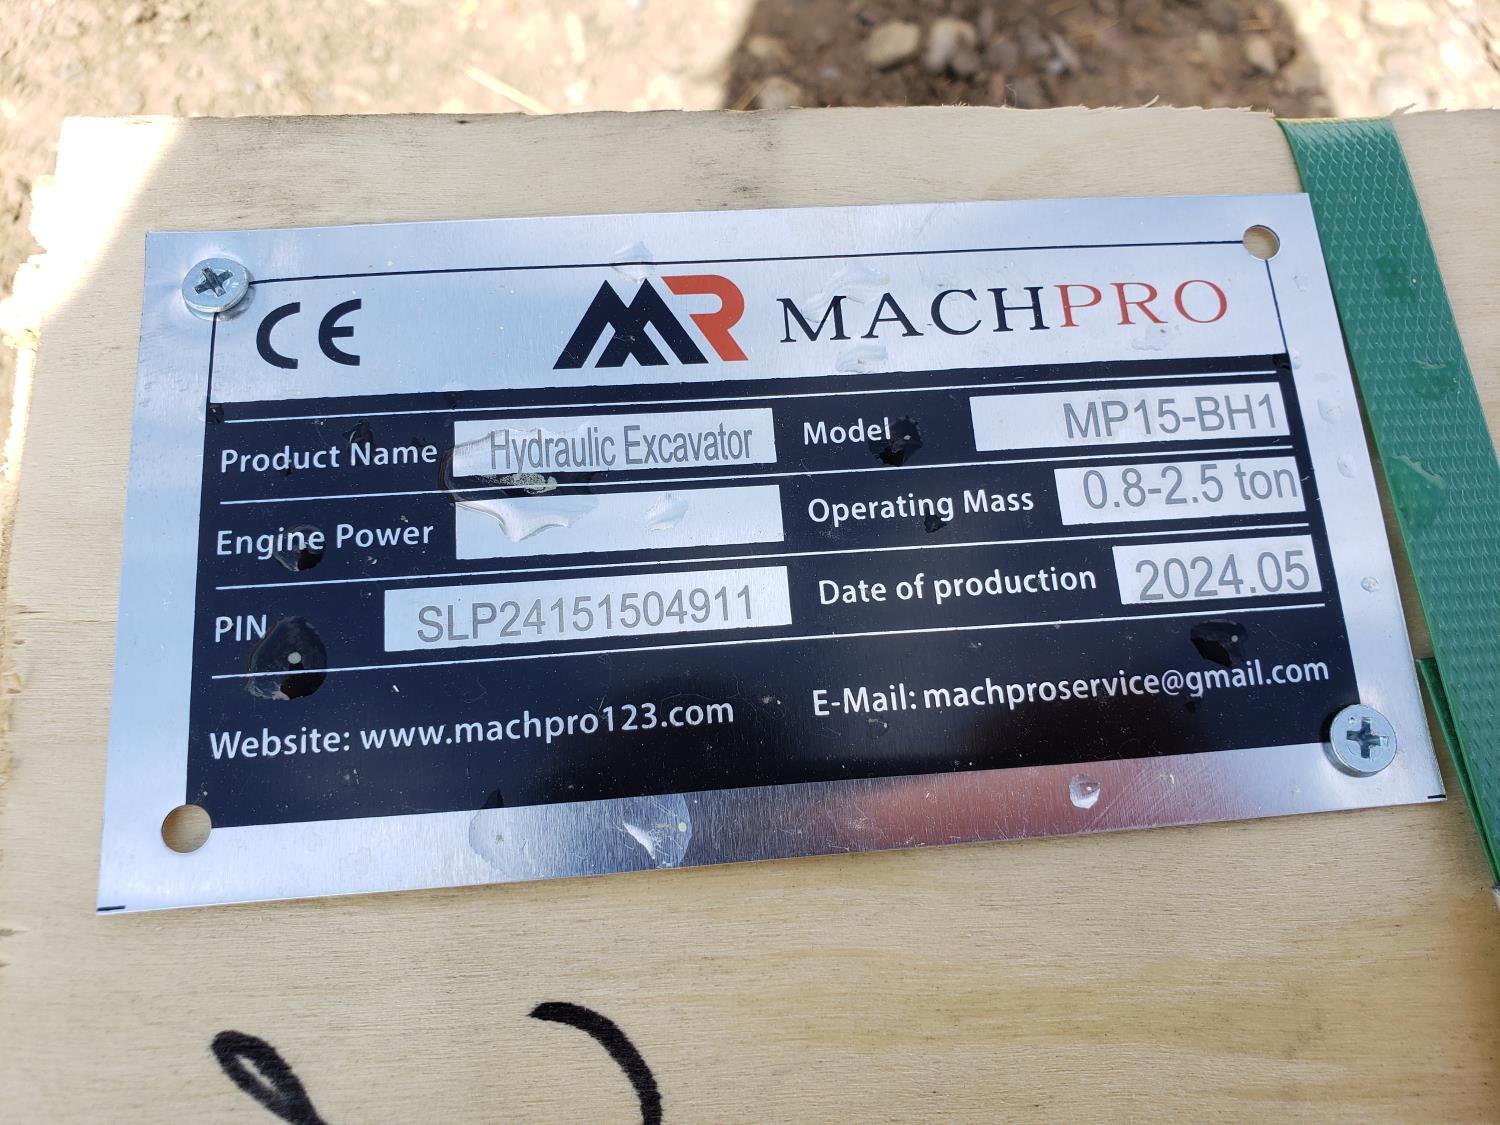 CE MR MACHPRO
Product Name Hydraulic Excavator Model MP15-BH1
Engine Power Operating Mass 0.8-2.5 ton
PIN SLP24151504911 Date of production 2024.05
Website: www.machpro123.com E-Mail: machproservice@gmail.com